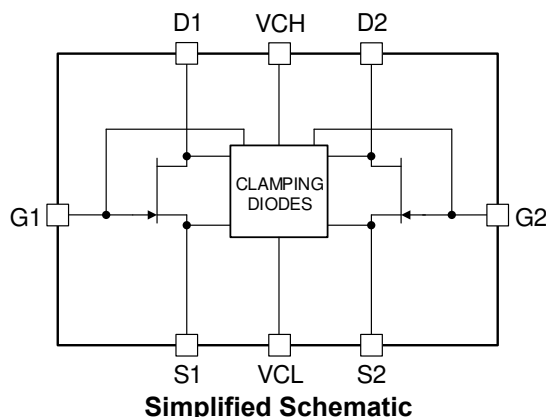 D1 VCH D2
CLAMPING
DIODES
G1 G2
S1 VCL S2
Simplified Schematic